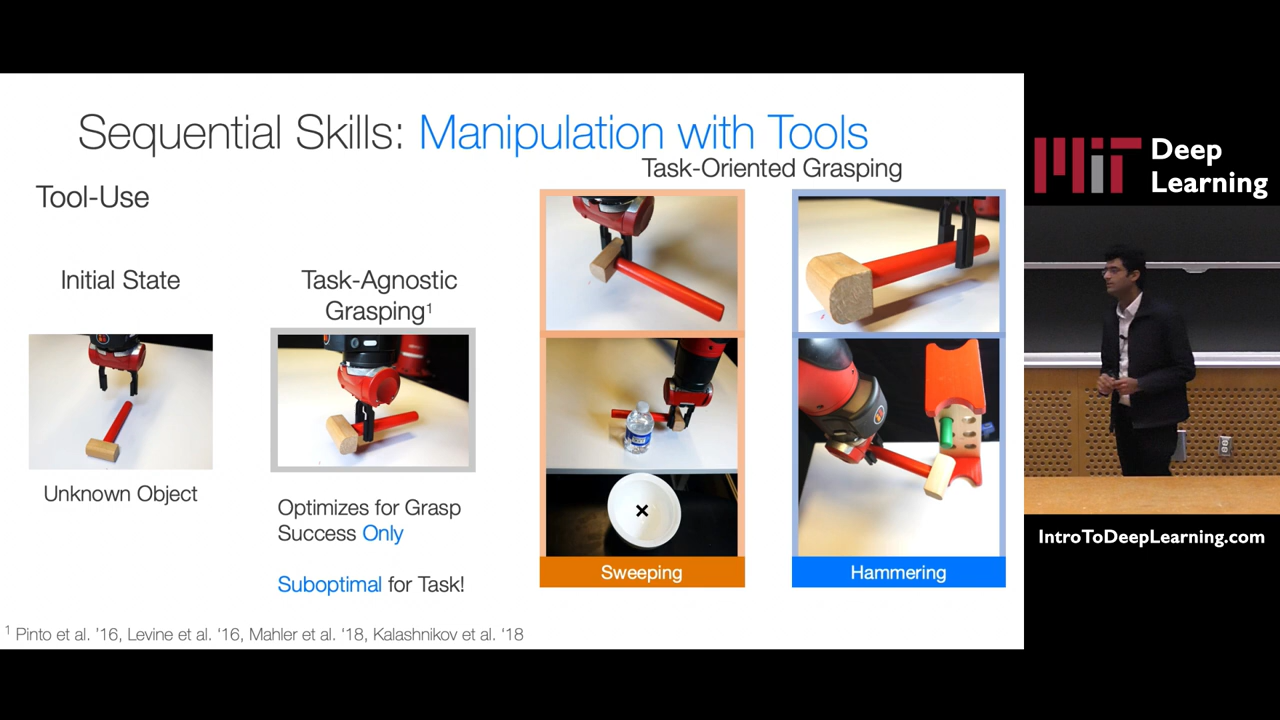 Sequential Skills: Manipulation with Tools
Task-Oriented Grasping
Tool-Use
Initial State
Task-Agnostic
Grasping¹
Unknown Object
Optimizes for Grasp
Success Only
Suboptimal for Task!
Sweeping
Hammering
¹ Pinto et al. '16, Levine et al. '16, Mahler et al. '18, Kalashnikov et al. '18
MIT
Deep
Learning
IntroToDeepLearning.com